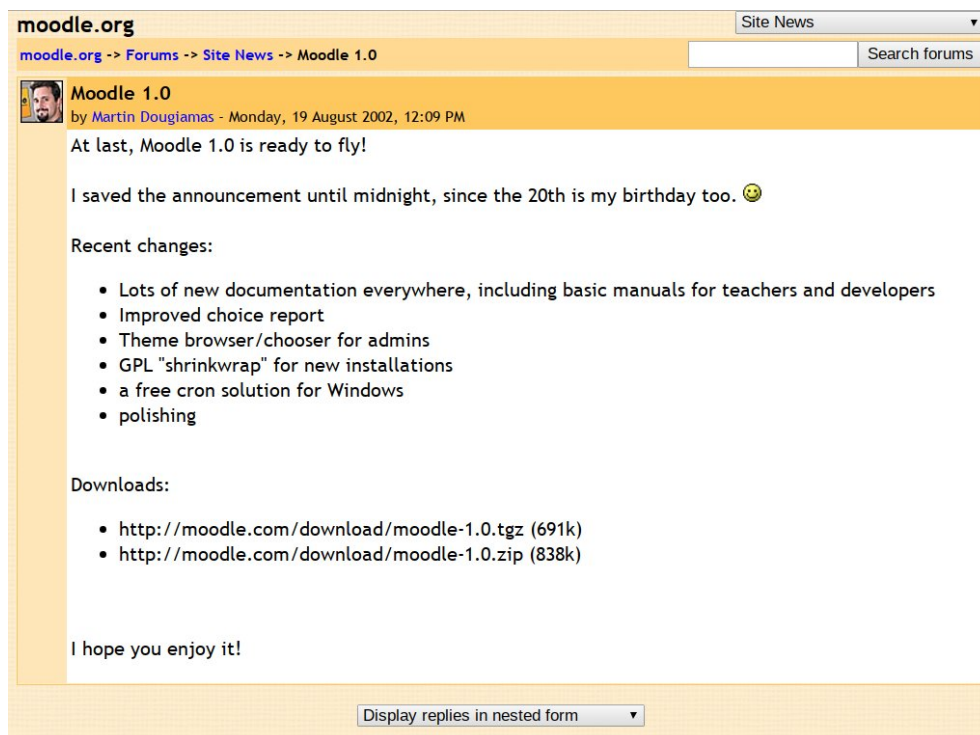 moodle.org
Site News
moodle.org -> Forums -> Site News -> Moodle 1.0
Search forums
Moodle 1.0
by Martin Dougiamas - Monday, 19 August 2002, 12:09 PM
At last, Moodle 1.0 is ready to fly!
I saved the announcement until midnight, since the 20th is my birthday too.
Recent changes:
• Lots of new documentation everywhere, including basic manuals for teachers and developers
• Improved choice report
• Theme browser/chooser for admins
• GPL "shrinkwrap" for new installations
• a free cron solution for Windows
• polishing
Downloads:
• http://moodle.com/download/moodle-1.0.tgz (691k)
• http://moodle.com/download/moodle-1.0.zip (838k)
I hope you enjoy it!
Display replies in nested form